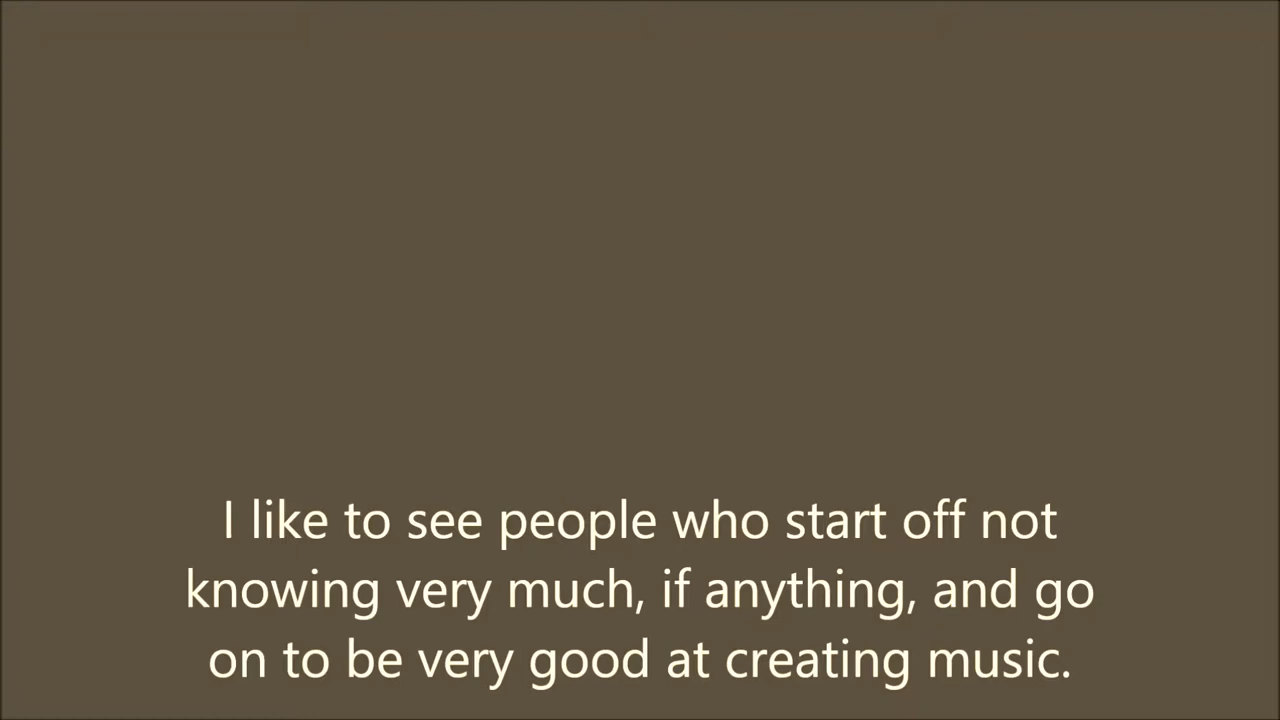 I like to see people who start off not
knowing very much, if anything, and go
on to be very good at creating music.